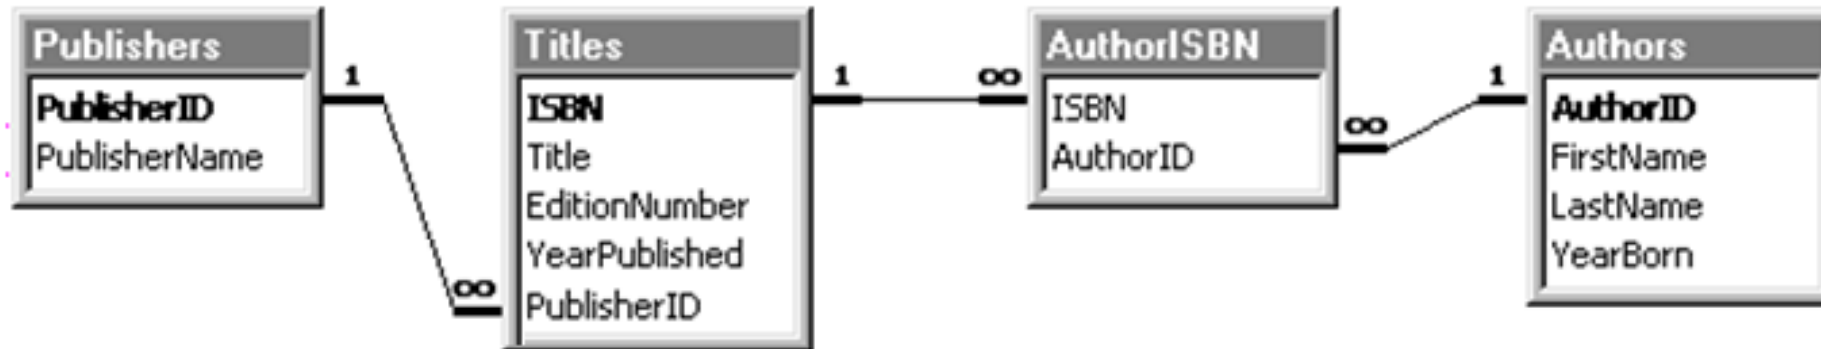 Publishers
PublisherID
PublisherName
1
∞
Titles
ISBN
Title
EditionNumber
YearPublished
PublisherID
1
∞
AuthorISBN
ISBN
AuthorID
∞
1
Authors
AuthorID
FirstName
LastName
YearBorn